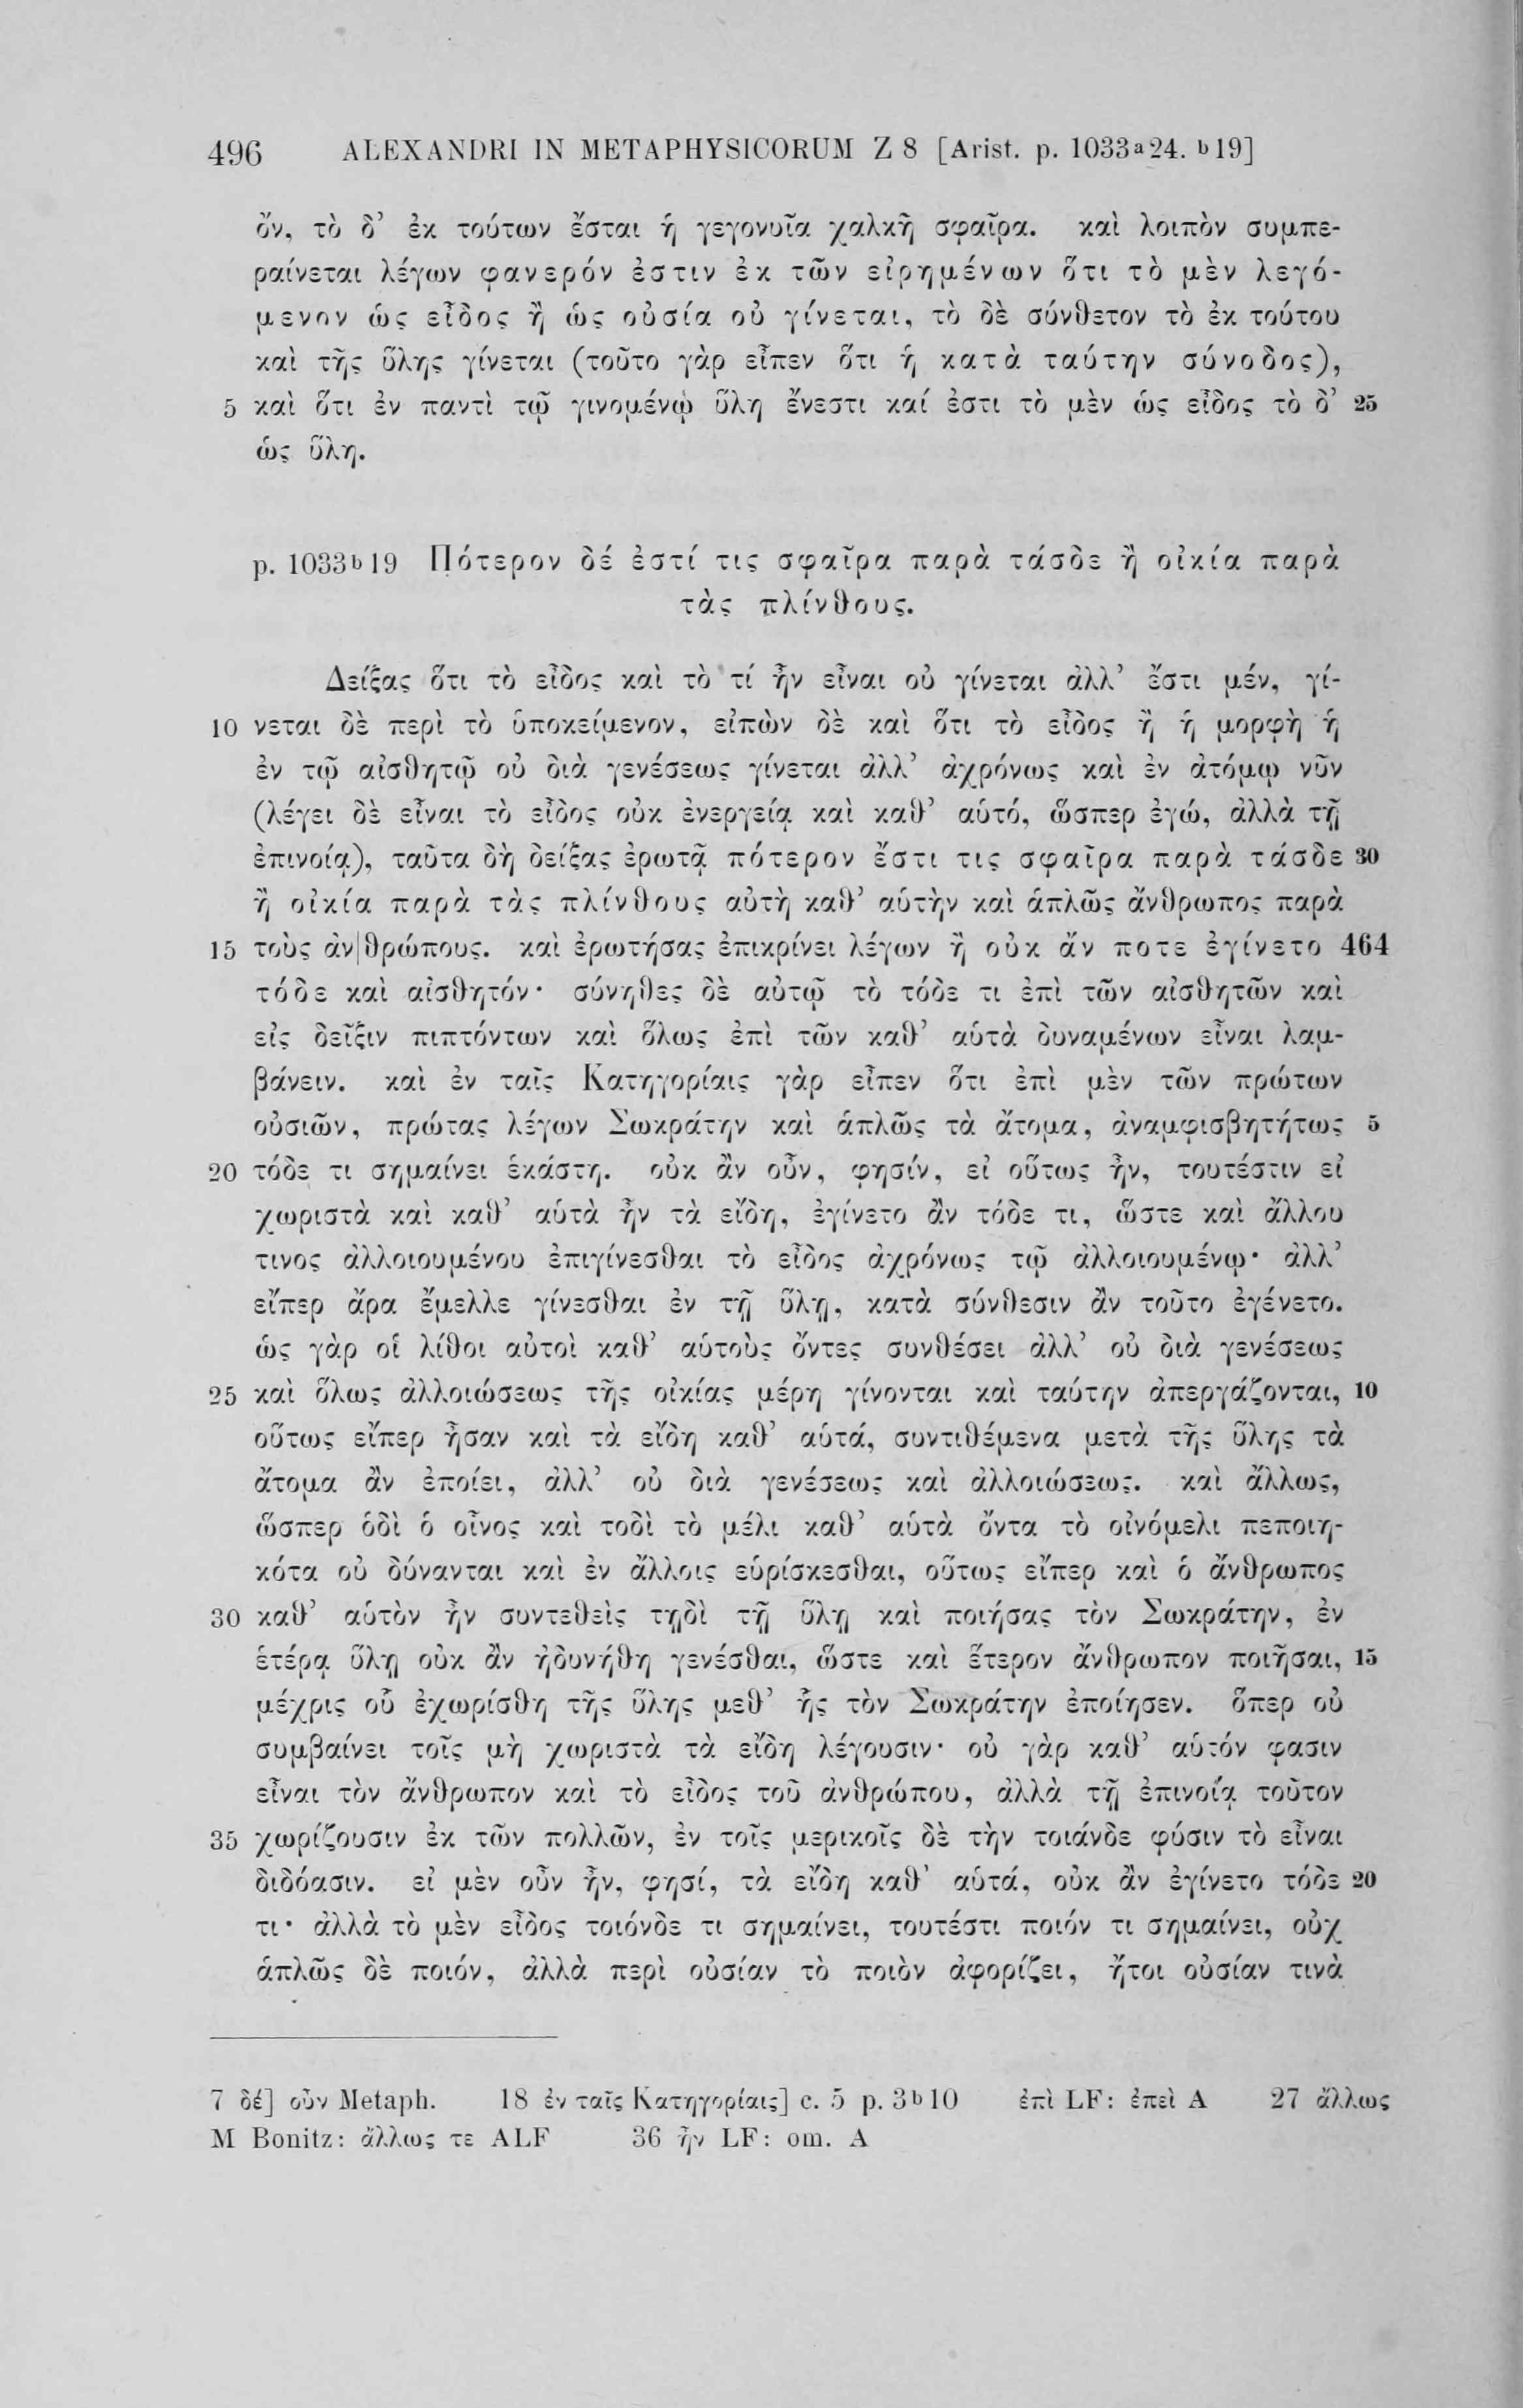 496 ALEXANDRI IN METAPHYSICORUM Z 8 [Arist. p. 1033a24. b19]
ὄν, τὸ δ’ ἐκ τούτων ἔσται ἡ γεγονυῖα χαλκῆ σφαῖρα. καὶ λοιπὸν συμπε-
ραίνεται λέγων φανερόν ἐστιν ἐκ τῶν εἰρημένων ὅτι τὸ μὲν λεγό-
μενον ὡς εἶδος ἢ ὡς οὐσία οὐ γίνεται, τὸ δὲ σύνθετον τὸ ἐκ τούτου
καὶ τῆς ὕλης γίνεται (τοῦτο γὰρ εἶπεν ὅτι ἡ κατὰ ταύτην σύνοδος),
5 καὶ ὅτι ἐν παντὶ τῷ γινομένῳ ὕλη ἔνεστι καί ἐστι τὸ μὲν ὡς εἶδος τὸ δ’ 25
ὡς ὕλη.
p. 1033b19 Πότερον δέ ἐστί τις σφαῖρα παρὰ τάσδε ἢ οἰκία παρὰ
τὰς πλίνθους.
Δείξας ὅτι τὸ εἶδος καὶ τὸ τί ἦν εἶναι οὐ γίνεται ἀλλ’ ἔστι μέν, γί-
10 νεται δὲ περὶ τὸ ὑποκείμενον, εἰπὼν δὲ καὶ ὅτι τὸ εἶδος ἢ ἡ μορφὴ ἡ
ἐν τῷ αἰσθητῷ οὐ διὰ γενέσεως γίνεται ἀλλ’ ἀχρόνως καὶ ἐν ἀτόμῳ νῦν
(λέγει δὲ εἶναι τὸ εἶδος οὐκ ἐνεργείᾳ καὶ καθ’ αὑτό, ὥσπερ ἐγώ, ἀλλὰ τῇ
ἐπινοίᾳ), ταῦτα δὴ δείξας ἐρωτᾷ πότερον ἔστι τις σφαῖρα παρὰ τάσδε 30
ἢ οἰκία παρὰ τὰς πλίνθους αὐτὴ καθ’ αὑτὴν καὶ ἁπλῶς ἄνθρωπος παρὰ
15 τοὺς ἀν|θρώπους. καὶ ἐρωτήσας ἐπικρίνει λέγων ἢ οὐκ ἄν ποτε ἐγίνετο 464
τόδε καὶ αἰσθητόν· σύνηθες δὲ αὐτῷ τὸ τόδε τι ἐπὶ τῶν αἰσθητῶν καὶ
εἰς δεῖξιν πιπτόντων καὶ ὅλως ἐπὶ τῶν καθ’ αὑτὰ δυναμένων εἶναι λαμ-
βάνειν. καὶ ἐν ταῖς Κατηγορίαις γὰρ εἶπεν ὅτι ἐπὶ μὲν τῶν πρώτων
οὐσιῶν, πρώτας λέγων Σωκράτην καὶ ἁπλῶς τὰ ἄτομα, ἀναμφισβητήτως 5
20 τόδε τι σημαίνει ἑκάστη. οὐκ ἂν οὖν, φησίν, εἰ οὕτως ἦν, τουτέστιν εἰ
χωριστὰ καὶ καθ’ αὑτὰ ἦν τὰ εἴδη, ἐγίνετο ἂν τόδε τι, ὥστε καὶ ἄλλου
τινος ἀλλοιουμένου ἐπιγίνεσθαι τὸ εἶδος ἀχρόνως τῷ ἀλλοιουμένῳ· ἀλλ’
εἴπερ ἄρα ἔμελλε γίνεσθαι ἐν τῇ ὕλῃ, κατὰ σύνθεσιν ἂν τοῦτο ἐγένετο.
ὡς γὰρ οἱ λίθοι αὐτοὶ καθ’ αὑτοὺς ὄντες συνθέσει ἀλλ’ οὐ διὰ γενέσεως
25 καὶ ὅλως ἀλλοιώσεως τῆς οἰκίας μέρη γίνονται καὶ ταύτην ἀπεργάζονται, 10
οὕτως εἴπερ ἦσαν καὶ τὰ εἴδη καθ’ αὑτά, συντιθέμενα μετὰ τῆς ὕλης τὰ
ἄτομα ἂν ἐποίει, ἀλλ’ οὐ διὰ γενέσεως καὶ ἀλλοιώσεως. καὶ ἄλλως,
ὥσπερ ὁδὶ ὁ οἶνος καὶ τοδὶ τὸ μέλι καθ’ αὑτὰ ὄντα τὸ οἰνόμελι πεποιη-
κότα οὐ δύνανται καὶ ἐν ἄλλοις εὑρίσκεσθαι, οὕτως εἴπερ καὶ ὁ ἄνθρωπος
30 καθ’ αὑτὸν ἦν συντεθεὶς τῃδὶ τῇ ὕλῃ καὶ ποιήσας τὸν Σωκράτην, ἐν
ἑτέρᾳ ὕλῃ οὐκ ἂν ἠδυνήθη γενέσθαι, ὥστε καὶ ἕτερον ἄνθρωπον ποιῆσαι, 15
μέχρις οὗ ἐχωρίσθη τῆς ὕλης μεθ’ ἧς τὸν Σωκράτην ἐποίησεν. ὅπερ οὐ
συμβαίνει τοῖς μὴ χωριστὰ τὰ εἴδη λέγουσιν· οὐ γὰρ καθ’ αὑτόν φασιν
εἶναι τὸν ἄνθρωπον καὶ τὸ εἶδος τοῦ ἀνθρώπου, ἀλλὰ τῇ ἐπινοίᾳ τοῦτον
35 χωρίζουσιν ἐκ τῶν πολλῶν, ἐν τοῖς μερικοῖς δὲ τὴν τοιάνδε φύσιν τὸ εἶναι
διδόασιν. εἰ μὲν οὖν ἦν, φησί, τὰ εἴδη καθ’ αὑτά, οὐκ ἂν ἐγίνετο τόδε 20
τι· ἀλλὰ τὸ μὲν εἶδος τοιόνδε τι σημαίνει, τουτέστι ποιόν τι σημαίνει, οὐχ
ἁπλῶς δὲ ποιόν, ἀλλὰ περὶ οὐσίαν τὸ ποιὸν ἀφορίζει, ἤτοι οὐσίαν τινὰ
7 δέ] οὖν Metaph. 18 ἐν ταῖς Κατηγορίαις] c. 5 p. 3b10 ἐπὶ LF: ἐπεὶ A 27 ἄλλως
M Bonitz: ἄλλως τε ALF 36 ἦν LF: om. A